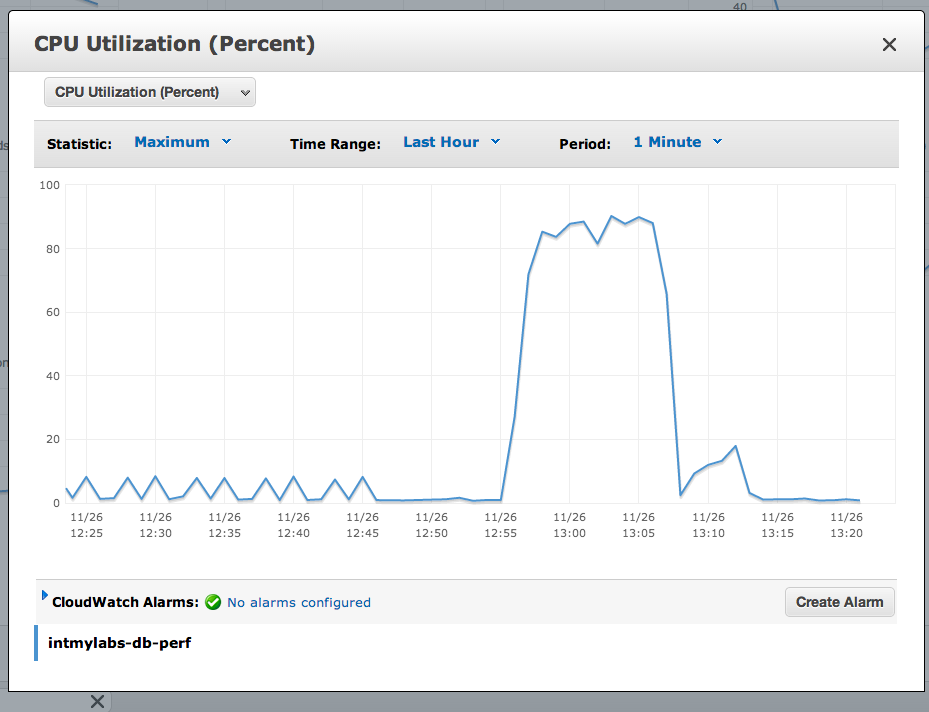 40
CPU Utilization (Percent)
CPU Utilization (Percent)
Statistic: Maximum Time Range: Last Hour Period: 1 Minute
100
80
60
40
20
0
11/26 11/26 11/26 11/26 11/26 11/26 11/26 11/26 11/26 11/26 11/26 11/26
12:25 12:30 12:35 12:40 12:45 12:50 12:55 13:00 13:05 13:10 13:15 13:20
CloudWatch Alarms: No alarms configured Create Alarm
intmylabs-db-perf